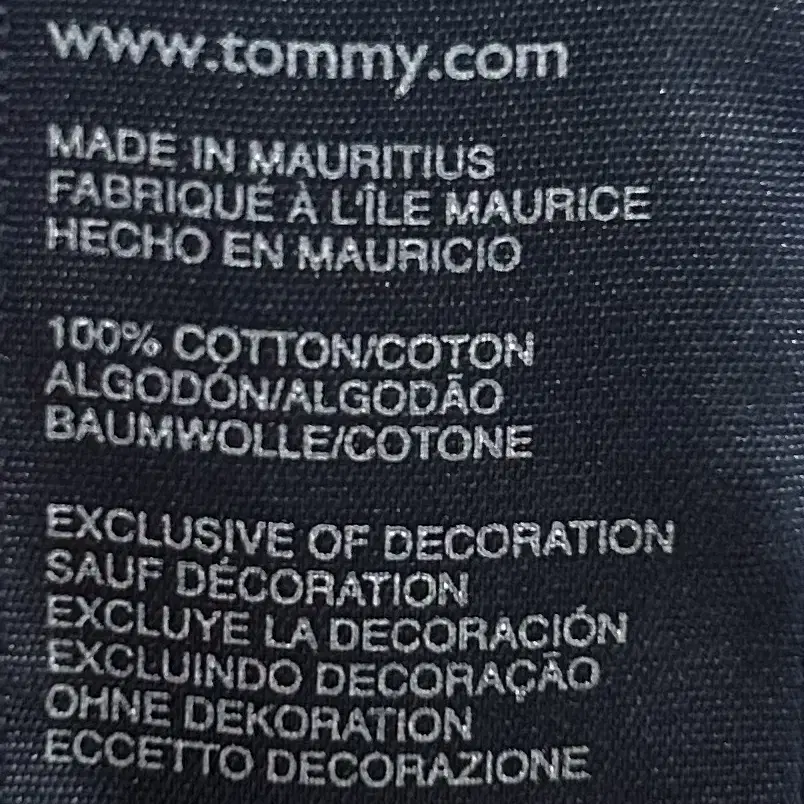 www.tommy.com
MADE IN MAURITIUS
FABRIQUÉ À L'ÎLE MAURICE
HECHO EN MAURICIO
100% COTTON/COTON
ALGODÓN/ALGODÃO
BAUMWOLLE/COTONE
EXCLUSIVE OF DECORATION
SAUF DÉCORATION
EXCLUYE LA DECORACIÓN
EXCLUINDO DECORAÇÃO
OHNE DEKORATION
ECCETTO DECORAZIONE